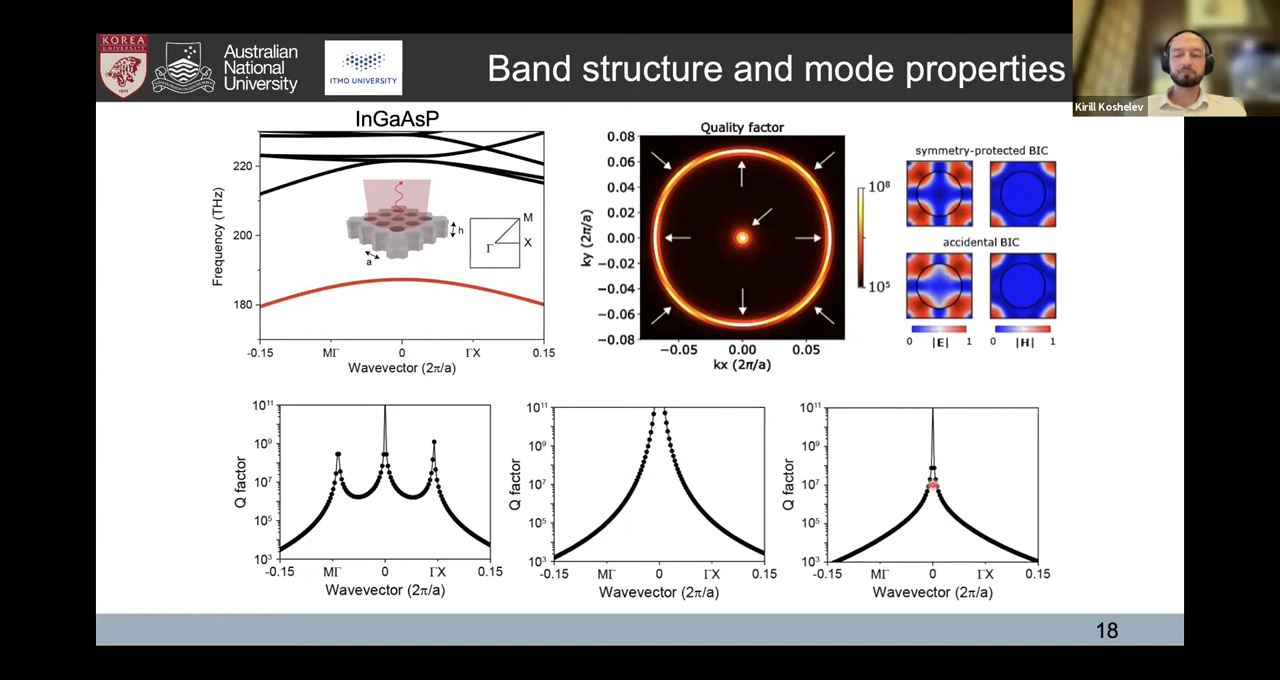 KOREA
UNIVERSITY
Australian
National
University
ITMO UNIVERSITY
Band structure and mode properties
Kirill Koshelev
InGaAsP
Frequency (THz)
220
200
180
h
a
M
Γ
X
-0.15
MΓ
0
ΓX
0.15
Wavevector (2π/a)
Quality factor
ky (2π/a)
0.08
0.06
0.04
0.02
0.00
−0.02
−0.04
−0.06
−0.08
−0.05
0.00
0.05
kx (2π/a)
10⁸
10⁵
symmetry-protected BIC
accidental BIC
0 |E| 1
0 |H| 1
Q factor
10¹¹
10⁹
10⁷
10⁵
10³
-0.15 MΓ 0 ΓX 0.15
Wavevector (2π/a)
Q factor
10¹¹
10⁹
10⁷
10⁵
10³
-0.15 MΓ 0 ΓX 0.15
Wavevector (2π/a)
Q factor
10¹¹
10⁹
10⁷
10⁵
10³
-0.15 MΓ 0 ΓX 0.15
Wavevector (2π/a)
18